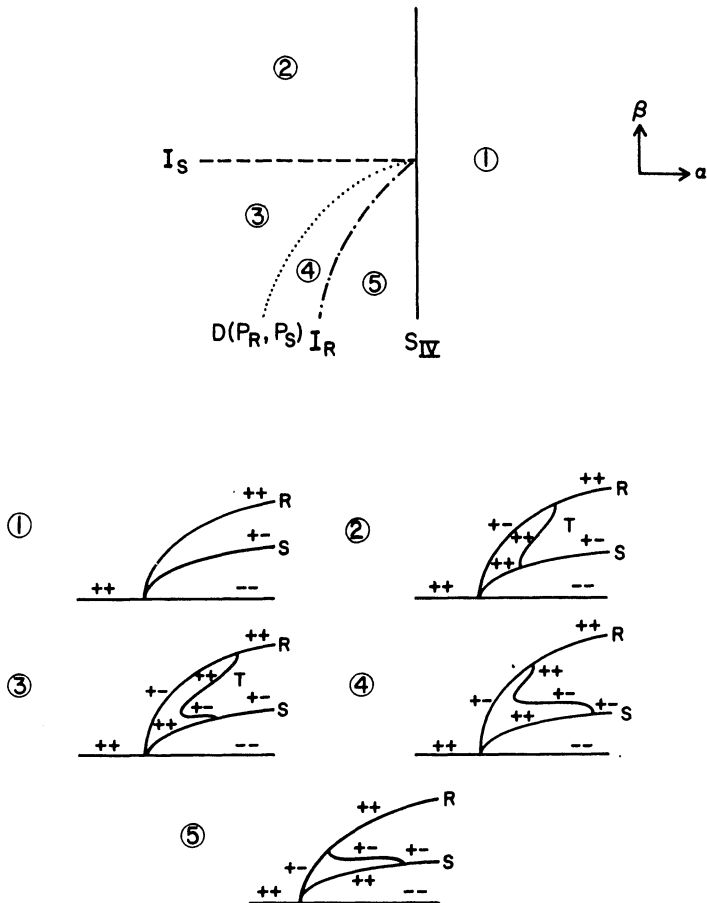 ②
β
α
I_S
①
③
④
⑤
D(P_R, P_S) I_R
S_IV
①
++ R
+- S
++ --
②
++ R
+- T
++ +-
++ S
++ --
③
++ R
++ T
+- +-
+- S
++
++ --
④
++ R
++
+- +- +-
++ S
++ --
⑤
++ R
+- +-
+- S
++
++ --